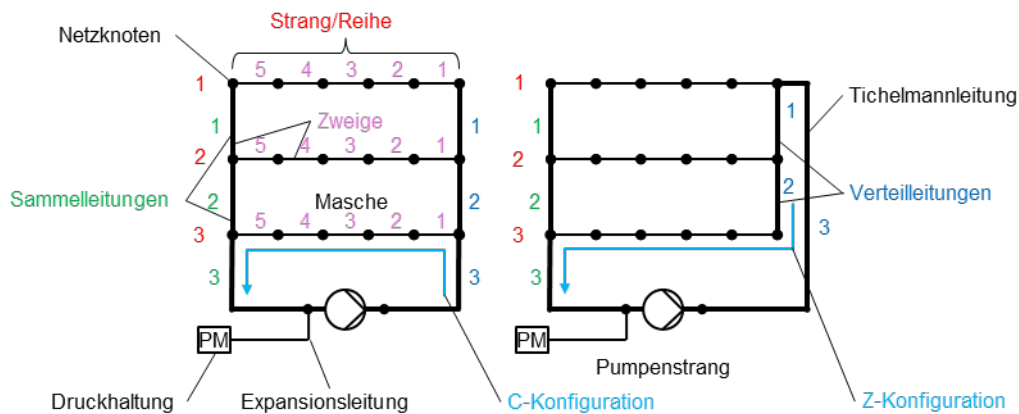 Strang/Reihe
Netzknoten
5 4 3 2 1
1 1
Tichelmannleitung
1 Zweige 1 1 1
2 5 4 3 2 1 2
Sammelleitungen 2 Masche 2 2 2 Verteilleitungen
3 5 4 3 2 1 3 3
3 3 3
PM PM
Pumpenstrang
Druckhaltung Expansionsleitung C-Konfiguration Z-Konfiguration